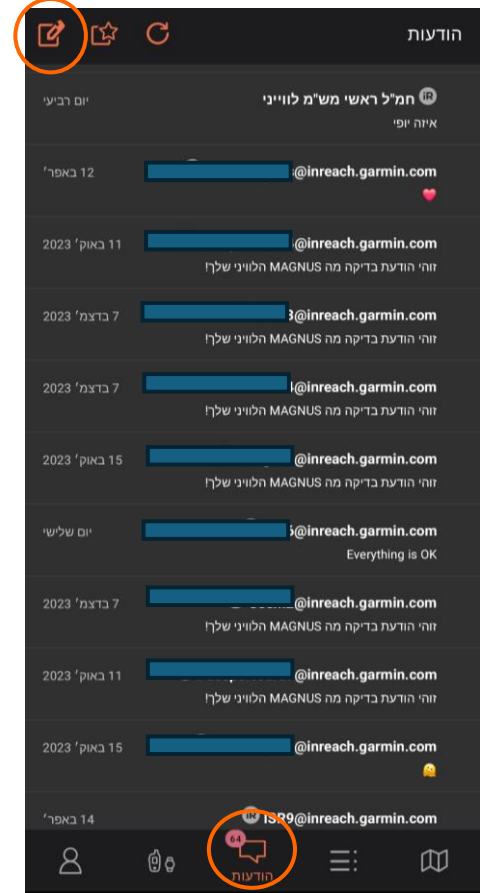 הודעות
חמ"ל ראשי מש"מ לווייני iR
יום רביעי
איזה יופי
@inreach.garmin.com
12 באפר׳
❤️
@inreach.garmin.com
11 באוק׳ 2023
זוהי הודעת בדיקה מה MAGNUS הלוויני שלך!
3@inreach.garmin.com
7 בדצמ׳ 2023
זוהי הודעת בדיקה מה MAGNUS הלוויני שלך!
@inreach.garmin.com
7 בדצמ׳ 2023
זוהי הודעת בדיקה מה MAGNUS הלוויני שלך!
@inreach.garmin.com
15 באוק׳ 2023
זוהי הודעת בדיקה מה MAGNUS הלוויני שלך!
@inreach.garmin.com
יום שלישי
Everything is OK
@inreach.garmin.com
7 בדצמ׳ 2023
זוהי הודעת בדיקה מה MAGNUS הלוויני שלך!
@inreach.garmin.com
11 באוק׳ 2023
זוהי הודעת בדיקה מה MAGNUS הלוויני שלך!
@inreach.garmin.com
15 באוק׳ 2023
🫠
ISR9@inreach.garmin.com iR
14 באפר׳
64
הודעות